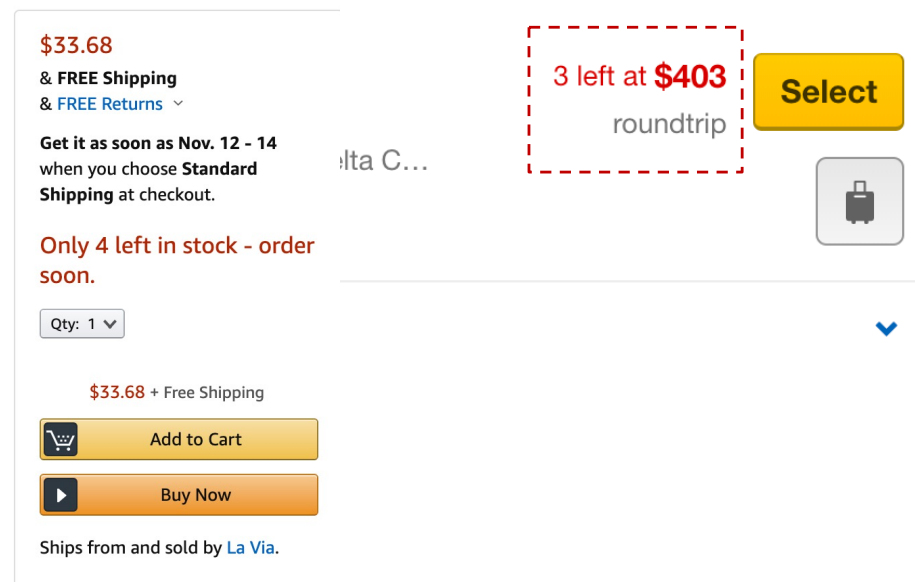 $33.68
& FREE Shipping
& FREE Returns
Get it as soon as Nov. 12 - 14
when you choose Standard
Shipping at checkout.
Only 4 left in stock - order
soon.
Qty: 1
$33.68 + Free Shipping
Add to Cart
Buy Now
Ships from and sold by La Via.
3 left at $403
roundtrip
Select
elta C...